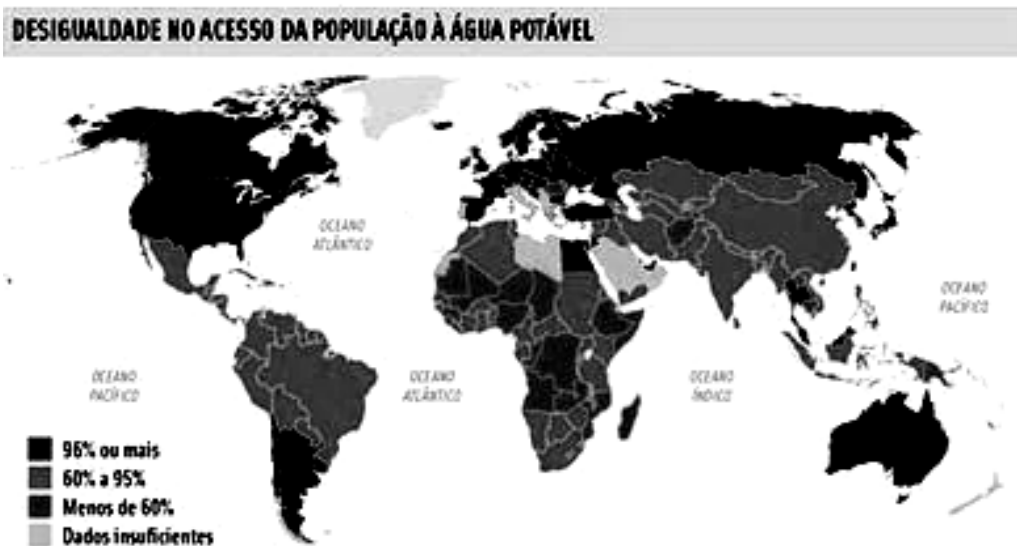 DESIGUALDADE NO ACESSO DA POPULAÇÃO À ÁGUA POTÁVEL
OCEANO
ATLÂNTICO
OCEANO
PACÍFICO
OCEANO
PACÍFICO
OCEANO
ATLÂNTICO
OCEANO
ÍNDICO
96% ou mais
60% a 95%
Menos de 60%
Dados insuficientes